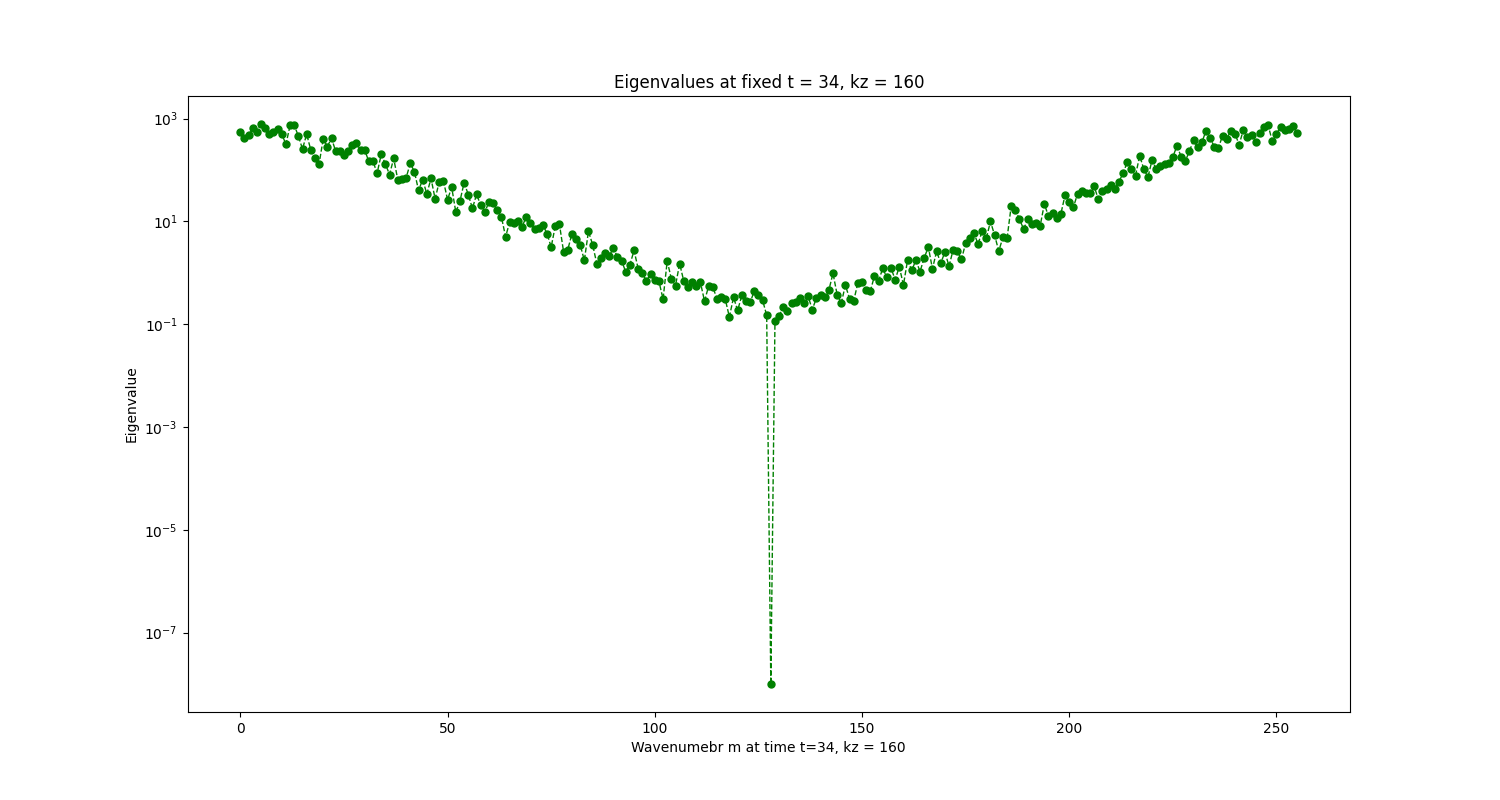 Eigenvalues at fixed t = 34, kz = 160
10³
10¹
10⁻¹
10⁻³
10⁻⁵
10⁻⁷
Eigenvalue
0 50 100 150 200 250
Wavenumebr m at time t=34, kz = 160